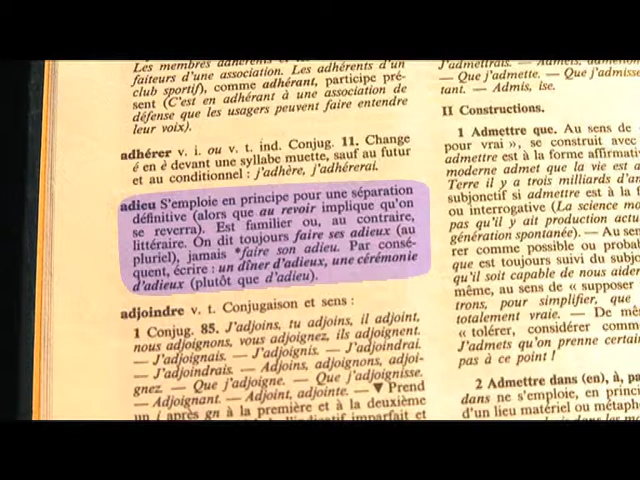 Les membres adhérents et les
faiteurs d'une association. Les adhérents d'un
club sportif), comme adhérant, participe pré-
sent (C'est en adhérant à une association de
défense que les usagers peuvent faire entendre
leur voix).
adhérer v. i. ou v. t. ind. Conjug. 11. Change
é en è devant une syllabe muette, sauf au futur
et au conditionnel : j'adhère, j'adhérerai.
adieu S'emploie en principe pour une séparation
définitive (alors que au revoir implique qu'on
se reverra). Est familier ou, au contraire,
littéraire. On dit toujours faire ses adieux (au
pluriel), jamais *faire son adieu. Par consé-
quent, écrire : un dîner d'adieux, une cérémonie
d'adieux (plutôt que d'adieu).
adjoindre v. t. Conjugaison et sens :
1 Conjug. 85. J'adjoins, tu adjoins, il adjoint,
nous adjoignons, vous adjoignez, ils adjoignent.
— J'adjoignais. — J'adjoignis. — J'adjoindrai.
— J'adjoindrais. — Adjoins, adjoignons, adjoi-
gnez. — Que j'adjoigne. — Que j'adjoignisse.
— Adjoignant. — Adjoint, adjointe. — ▼ Prend
un i après gn à la première et à la deuxième
l'indicatif imparfait et
J'admettrais. — Admets,
— Que j'admette. — Que j'admisse
tant. — Admis, ise.
II Constructions.
1 Admettre que. Au sens de
pour vrai », se construit avec
admettre est à la forme affirmati
moderne admet que la vie est a
Terre il y a trois milliards d'an
subjonctif si admettre est à la f
ou interrogative (La science mo
pas qu'il y ait production actu
génération spontanée). — Au sen
rer comme possible ou proba
que est toujours suivi du subjo
qu'il soit capable de nous aider
même, au sens de « supposer
trons, pour simplifier, que
totalement vraie. — De mê
« tolérer, considérer comm
J'admets qu'on prenne certai
pas à ce point !
2 Admettre dans (en), à, pa
dans ne s'emploie, en princi
d'un lieu matériel ou métaph